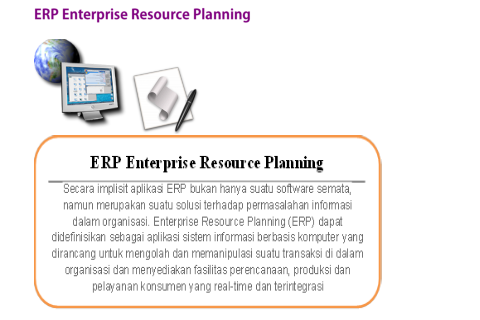 ERP Enterprise Resource Planning
ERP Enterprise Resource Planning
Secara implisit aplikasi ERP bukan hanya suatu software semata,
namun merupakan suatu solusi terhadap permasalahan informasi
dalam organisasi. Enterprise Resource Planning (ERP) dapat
didefinisikan sebagai aplikasi sistem informasi berbasis komputer yang
dirancang untuk mengolah dan memanipulasi suatu transaksi di dalam
organisasi dan menyediakan fasilitas perencanaan, produksi dan
pelayanan konsumen yang real-time dan terintegrasi